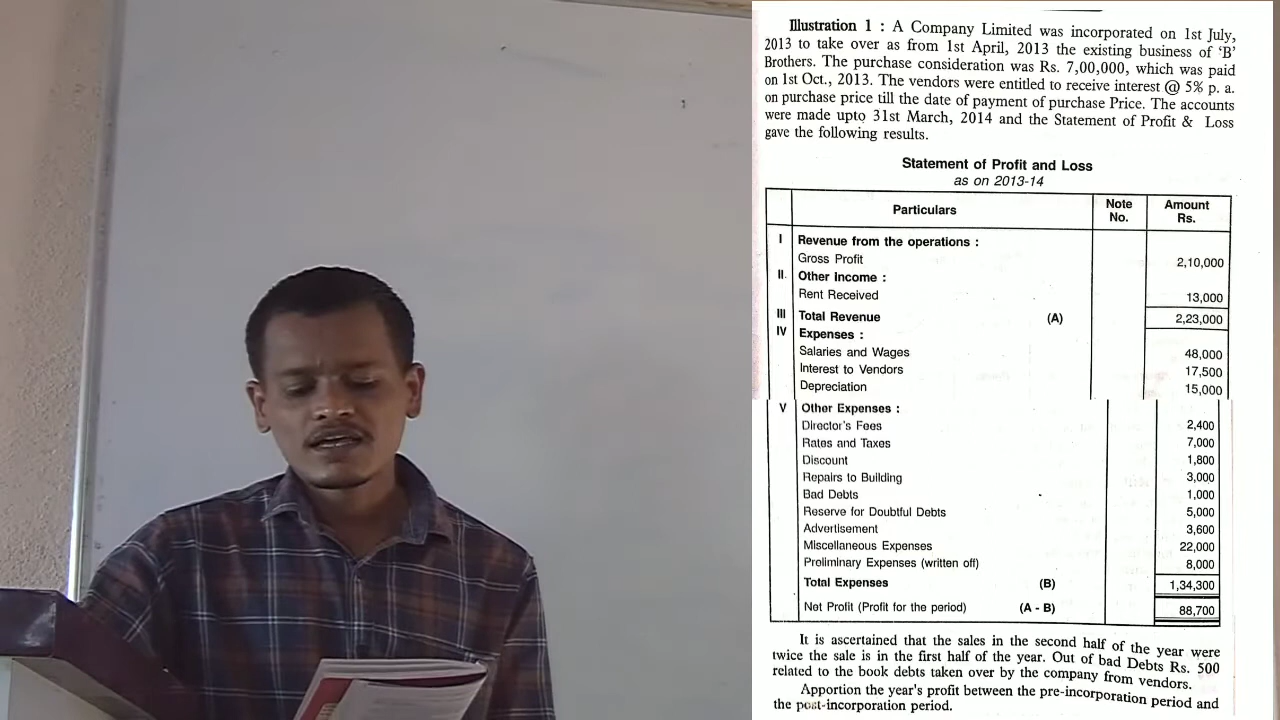 Illustration 1 : A Company Limited was incorporated on 1st July,
2013 to take over as from 1st April, 2013 the existing business of ‘B’
Brothers. The purchase consideration was Rs. 7,00,000, which was paid
on 1st Oct., 2013. The vendors were entitled to receive interest @ 5% p. a.
on purchase price till the date of payment of purchase Price. The accounts
were made upto 31st March, 2014 and the Statement of Profit & Loss
gave the following results.
Statement of Profit and Loss
as on 2013-14
Particulars Note No. Amount Rs.
I Revenue from the operations :
Gross Profit 2,10,000
II. Other Income :
Rent Received 13,000
III Total Revenue (A) 2,23,000
IV Expenses :
Salaries and Wages 48,000
Interest to Vendors 17,500
Depreciation 15,000
V Other Expenses :
Director's Fees 2,400
Rates and Taxes 7,000
Discount 1,800
Repairs to Building 3,000
Bad Debts 1,000
Reserve for Doubtful Debts 5,000
Advertisement 3,600
Miscellaneous Expenses 22,000
Preliminary Expenses (written off) 8,000
Total Expenses (B) 1,34,300
Net Profit (Profit for the period) (A - B) 88,700
It is ascertained that the sales in the second half of the year were
twice the sale is in the first half of the year. Out of bad Debts Rs. 500
related to the book debts taken over by the company from vendors.
Apportion the year's profit between the pre-incorporation period and
the post-incorporation period.